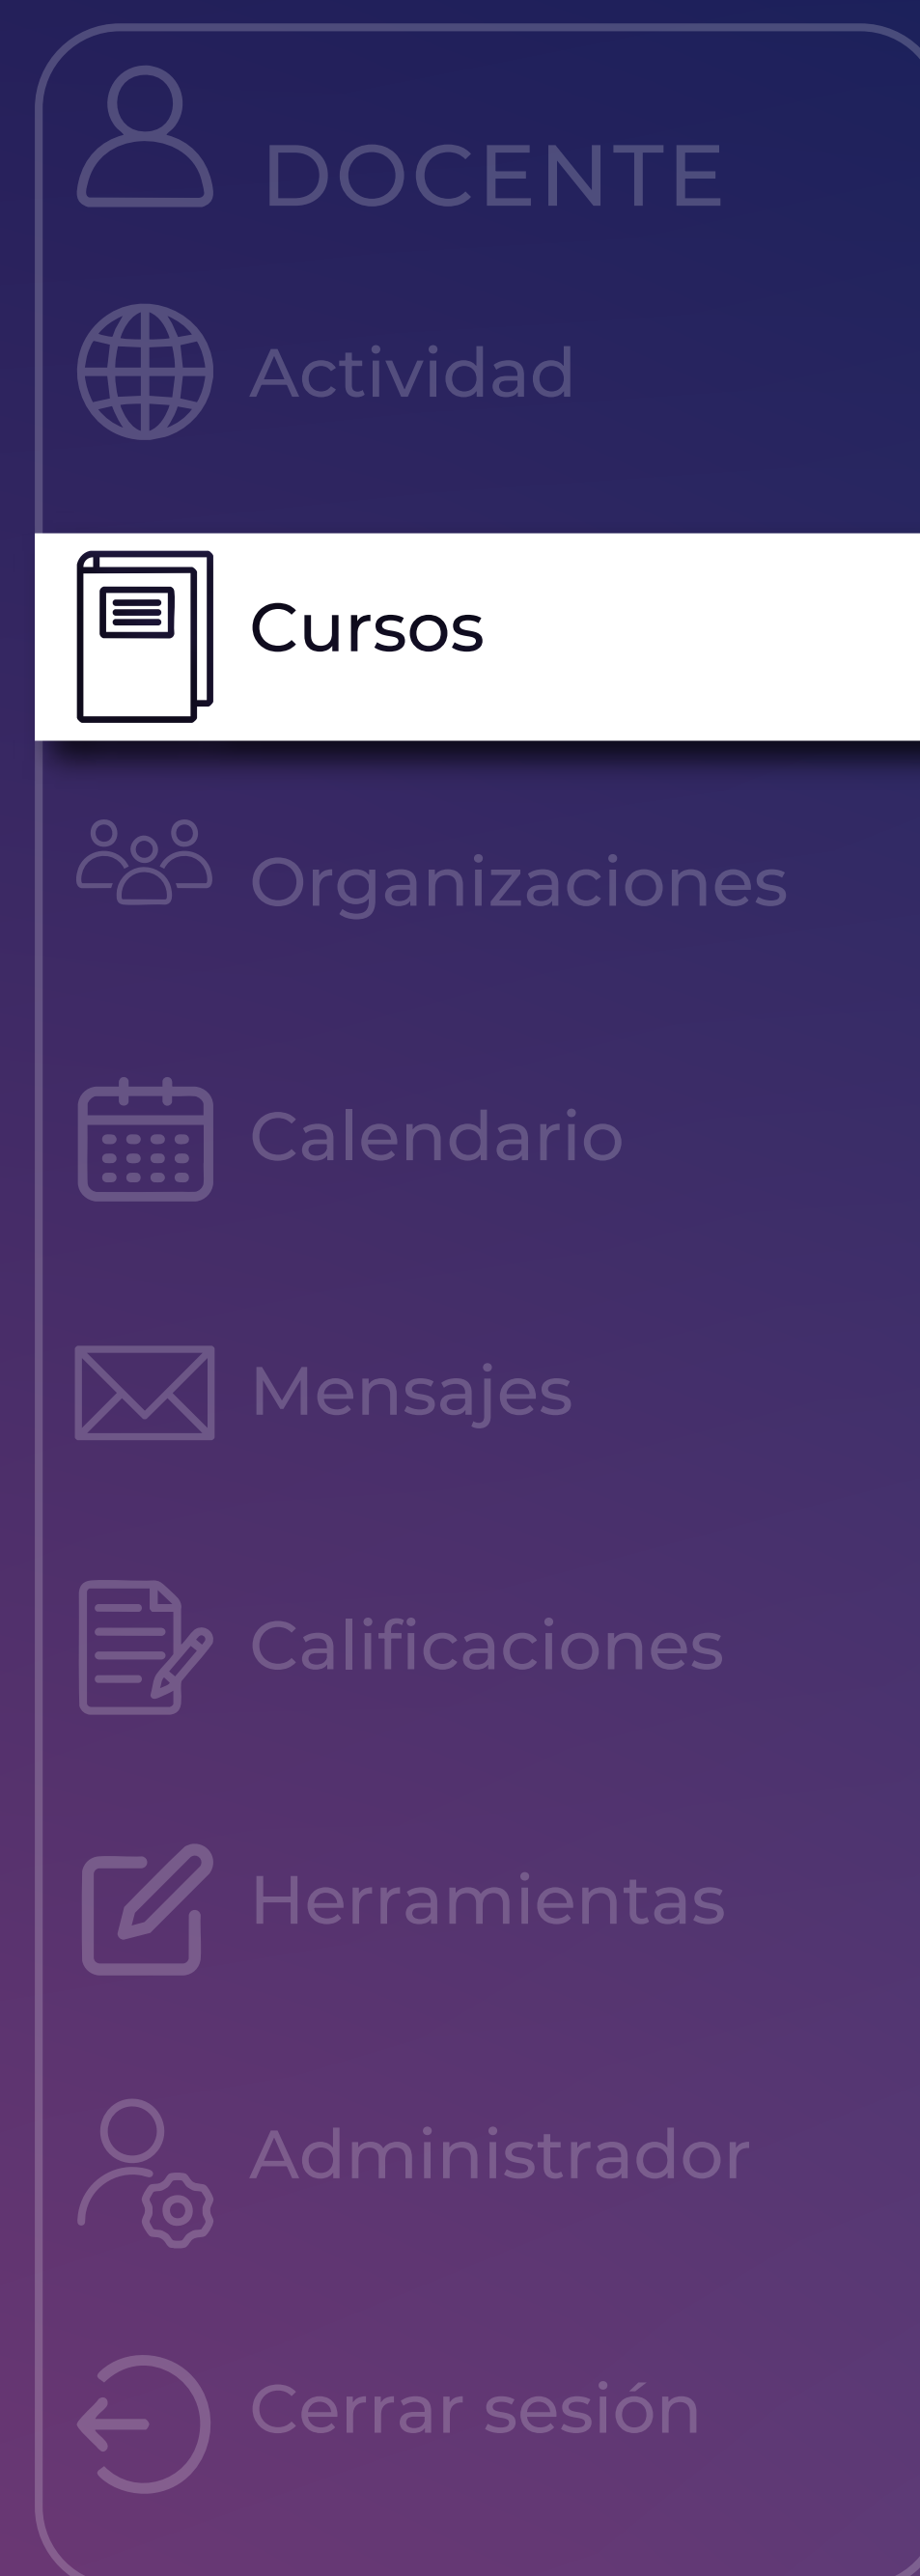 DOCENTE
Actividad
Cursos
Organizaciones
Calendario
Mensajes
Calificaciones
Herramientas
Administrador
Cerrar sesión